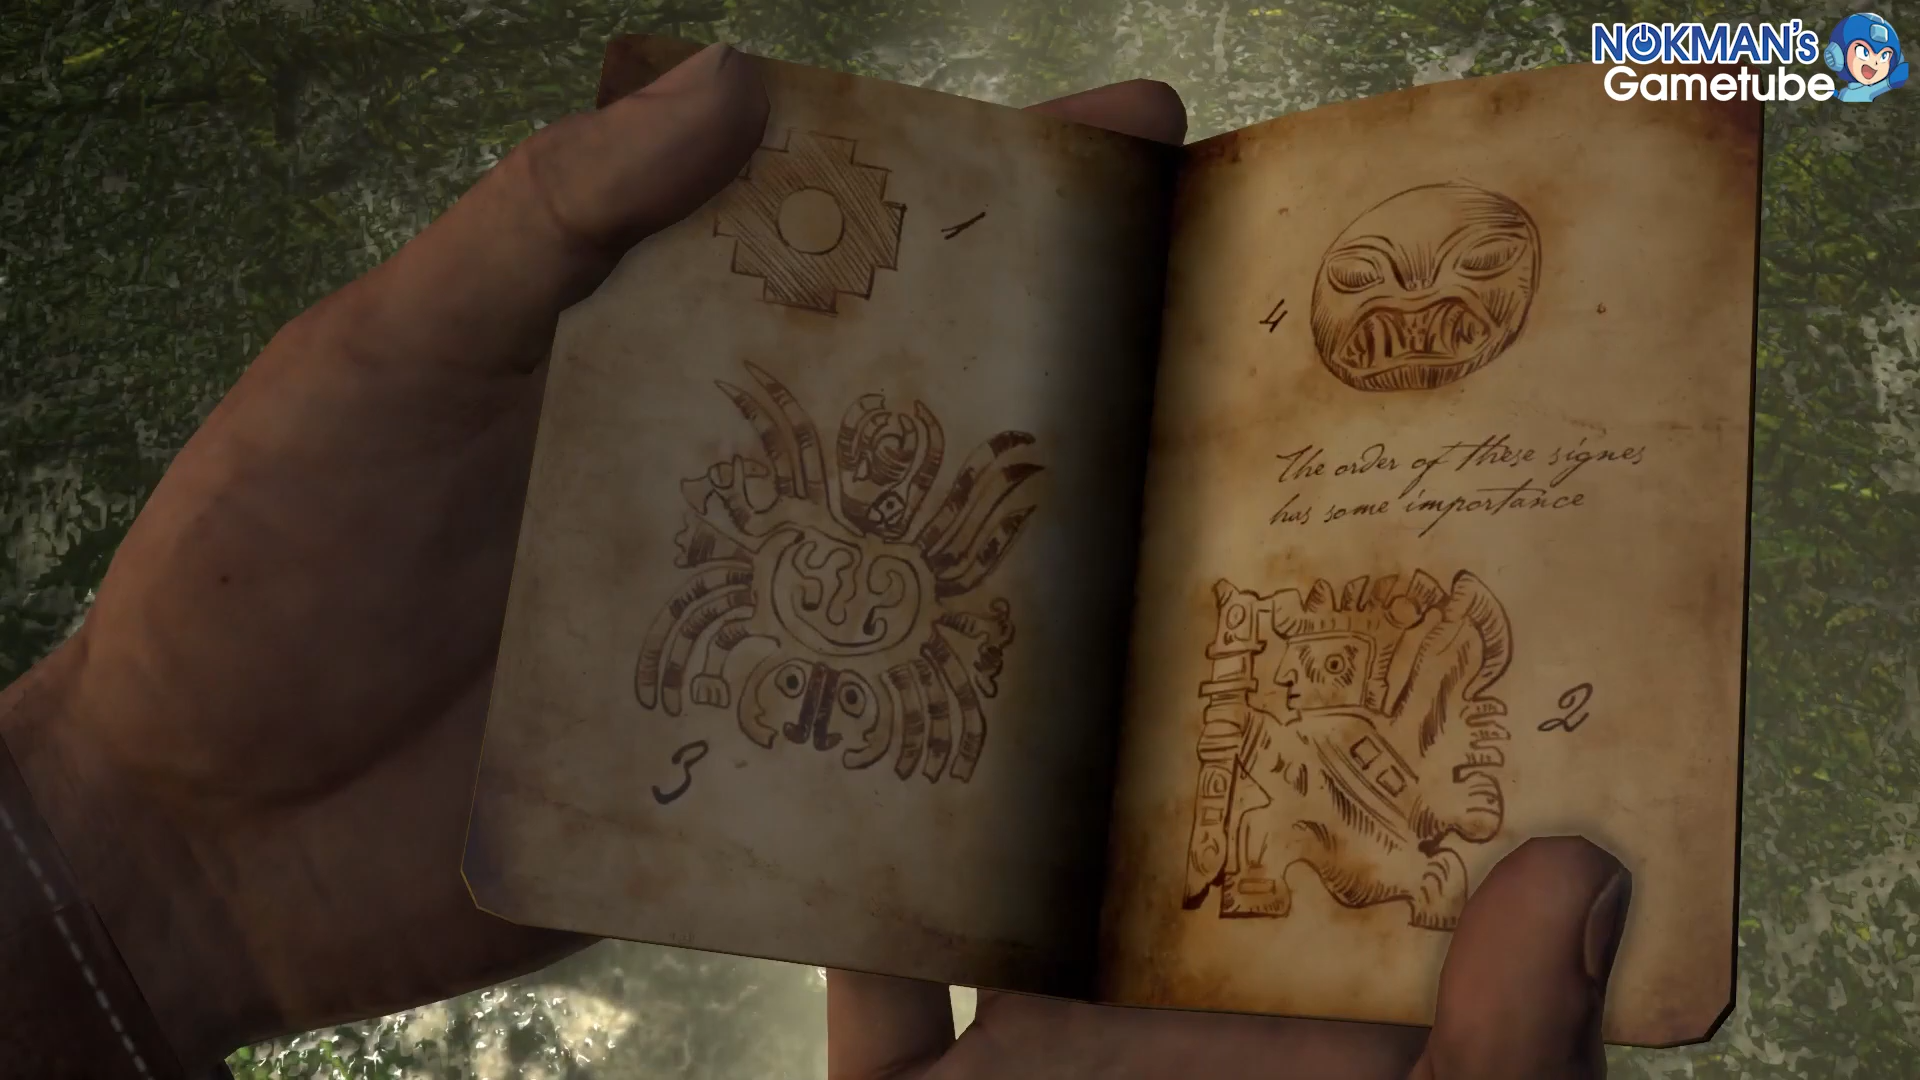 NOKMAN's
Gametube
1
4
The order of these signes
has some importance
3
2